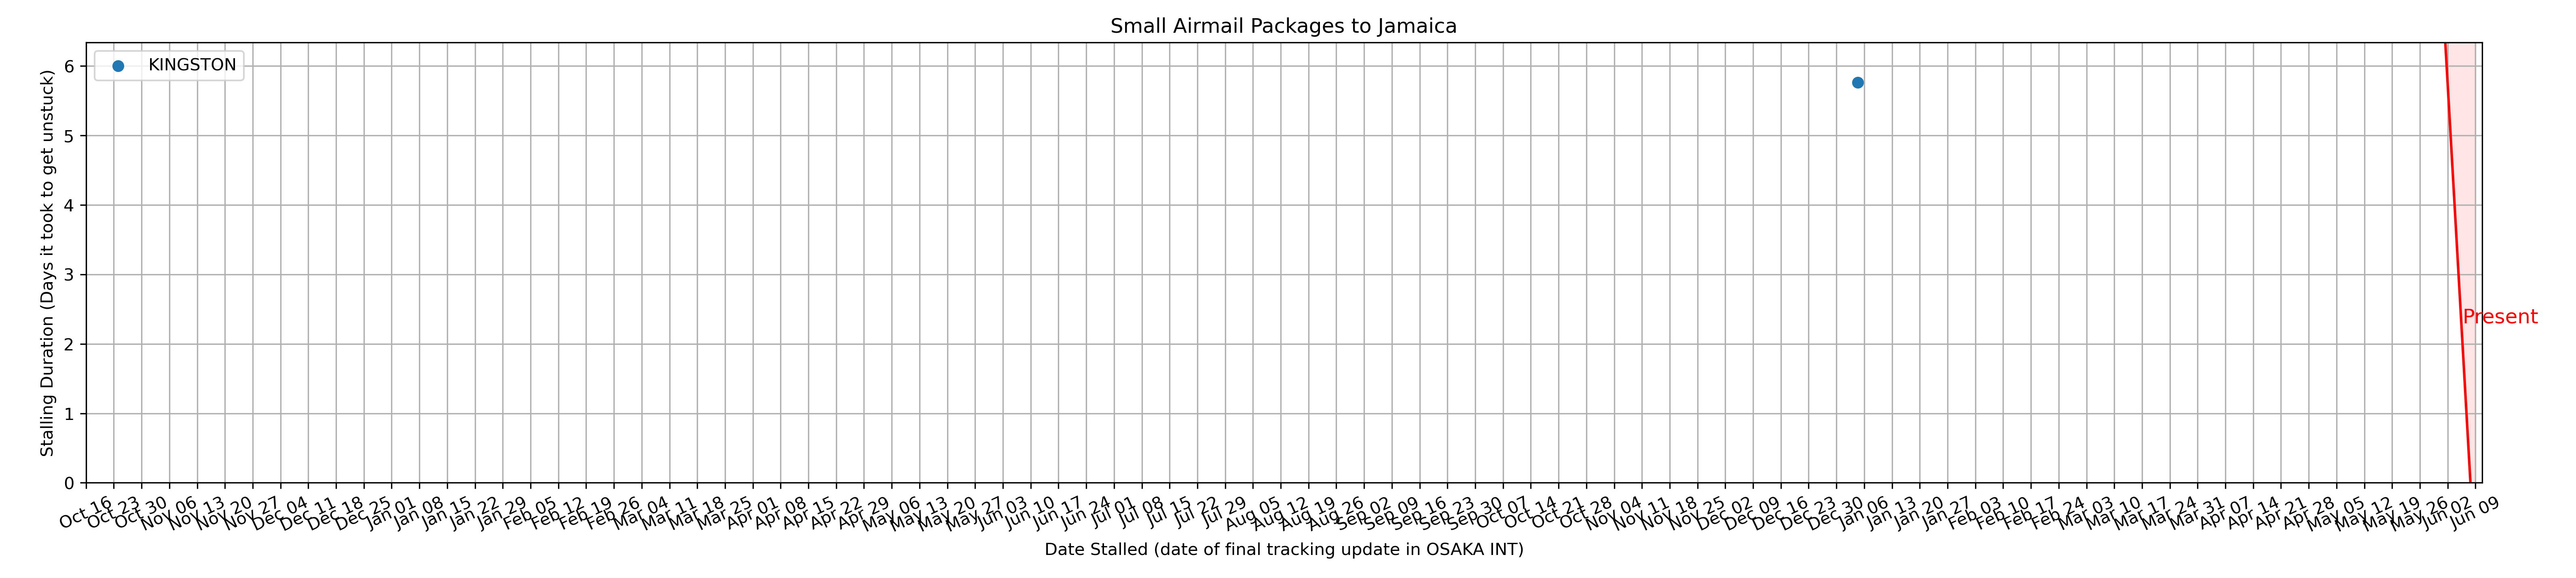 Small Airmail Packages to Jamaica
KINGSTON
Stalling Duration (Days it took to get unstuck)
6
5
4
3
2
1
0
Present
Oct 16 Oct 23 Oct 30 Nov 06 Nov 13 Nov 20 Nov 27 Dec 04 Dec 11 Dec 18 Dec 25 Jan 01 Jan 08 Jan 15 Jan 22 Jan 29 Feb 05 Feb 12 Feb 19 Feb 26 Mar 04 Mar 11 Mar 18 Mar 25 Apr 01 Apr 08 Apr 15 Apr 22 Apr 29 May 06 May 13 May 20 May 27 Jun 03 Jun 10 Jun 17 Jun 24 Jul 01 Jul 08 Jul 15 Jul 22 Jul 29 Aug 05 Aug 12 Aug 19 Aug 26 Sep 02 Sep 09 Sep 16 Sep 23 Sep 30 Oct 07 Oct 14 Oct 21 Oct 28 Nov 04 Nov 11 Nov 18 Nov 25 Dec 02 Dec 09 Dec 16 Dec 23 Dec 30 Jan 06 Jan 13 Jan 20 Jan 27 Feb 03 Feb 10 Feb 17 Feb 24 Mar 03 Mar 10 Mar 17 Mar 24 Mar 31 Apr 07 Apr 14 Apr 21 Apr 28 May 05 May 12 May 19 May 26 Jun 02 Jun 09
Date Stalled (date of final tracking update in OSAKA INT)